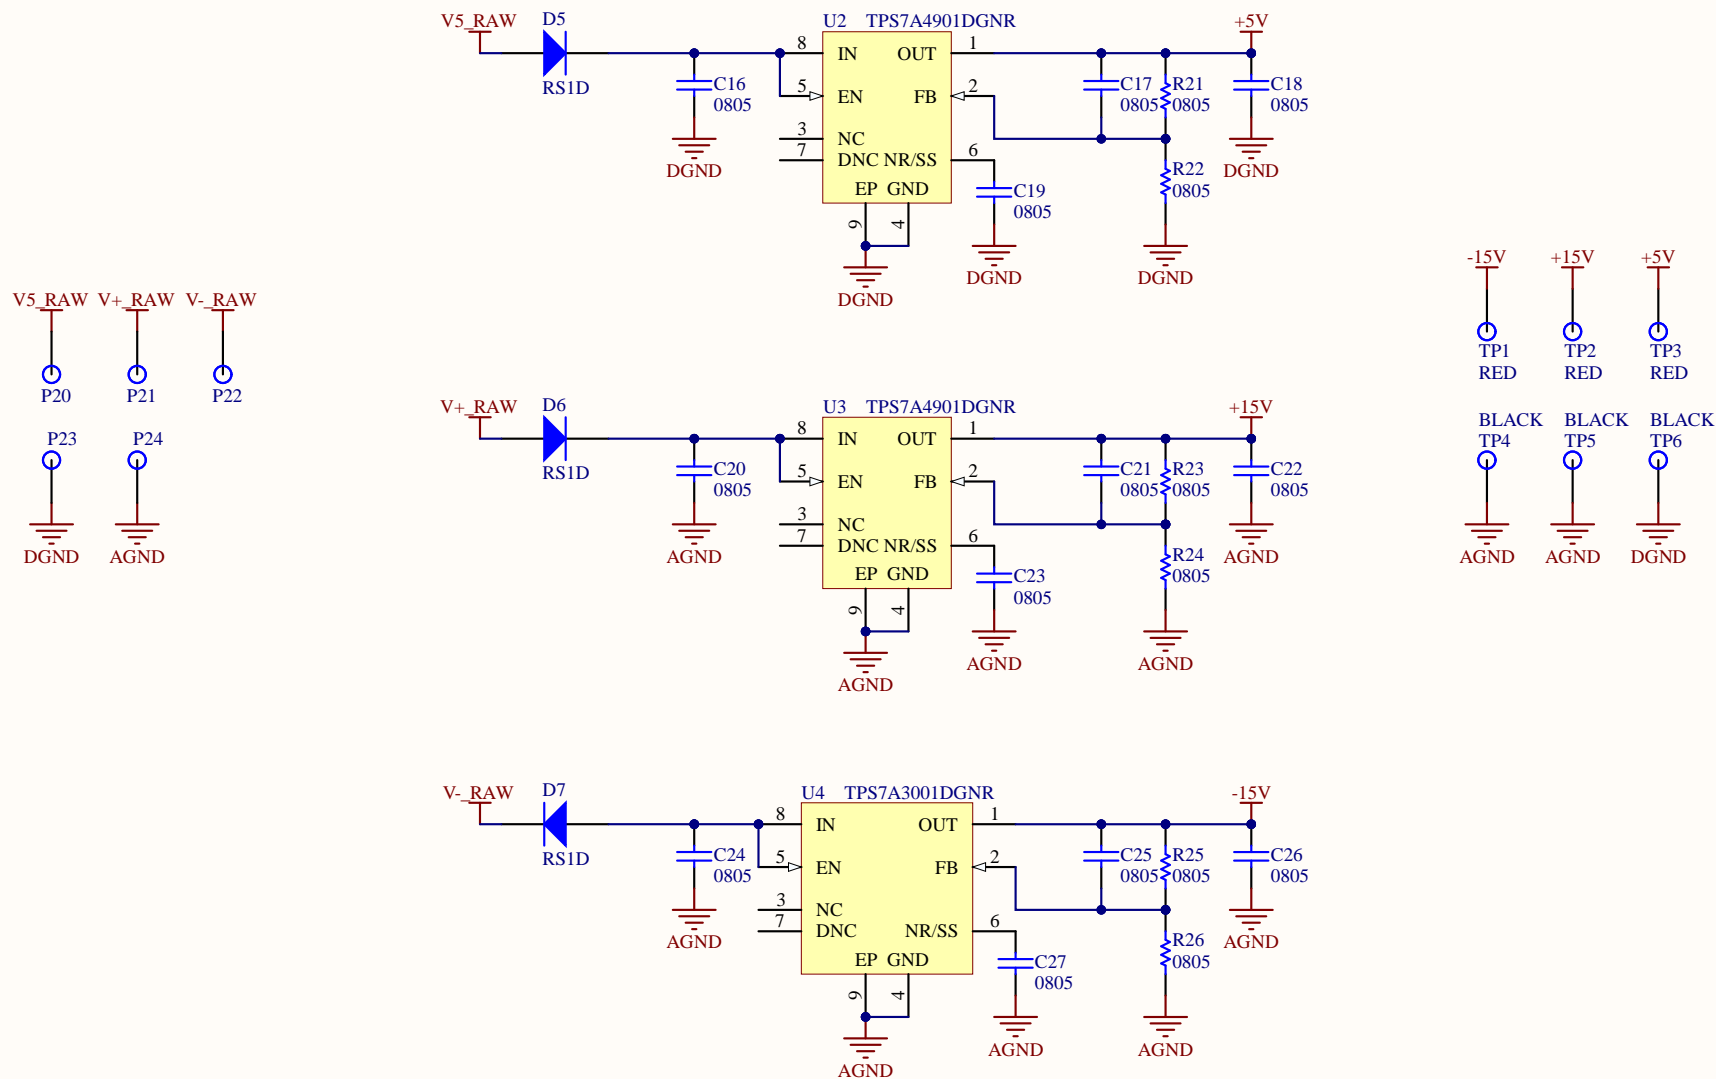 V5_RAW
D5
RS1D
U2 TPS7A4901DGNR
8 IN OUT 1
5 EN FB 2
3 NC
7 DNC NR/SS 6
EP GND
9 4
C16
0805
DGND
DGND
C19
0805
DGND
C17
0805
R21
0805
R22
0805
DGND
+5V
C18
0805
DGND
V5_RAW V+_RAW V-_RAW
P20 P21 P22
P23 P24
DGND AGND
V+_RAW
D6
RS1D
U3 TPS7A4901DGNR
8 IN OUT 1
5 EN FB 2
3 NC
7 DNC NR/SS 6
EP GND
9 4
C20
0805
AGND
AGND
C23
0805
AGND
C21
0805
R23
0805
R24
0805
AGND
+15V
C22
0805
AGND
-15V +15V +5V
TP1 TP2 TP3
RED RED RED
BLACK BLACK BLACK
TP4 TP5 TP6
AGND AGND DGND
V-_RAW
D7
RS1D
U4 TPS7A3001DGNR
8 IN OUT 1
5 EN FB 2
3 NC
7 DNC NR/SS 6
EP GND
9 4
C24
0805
AGND
AGND
C27
0805
AGND
C25
0805
R25
0805
R26
0805
AGND
-15V
C26
0805
AGND